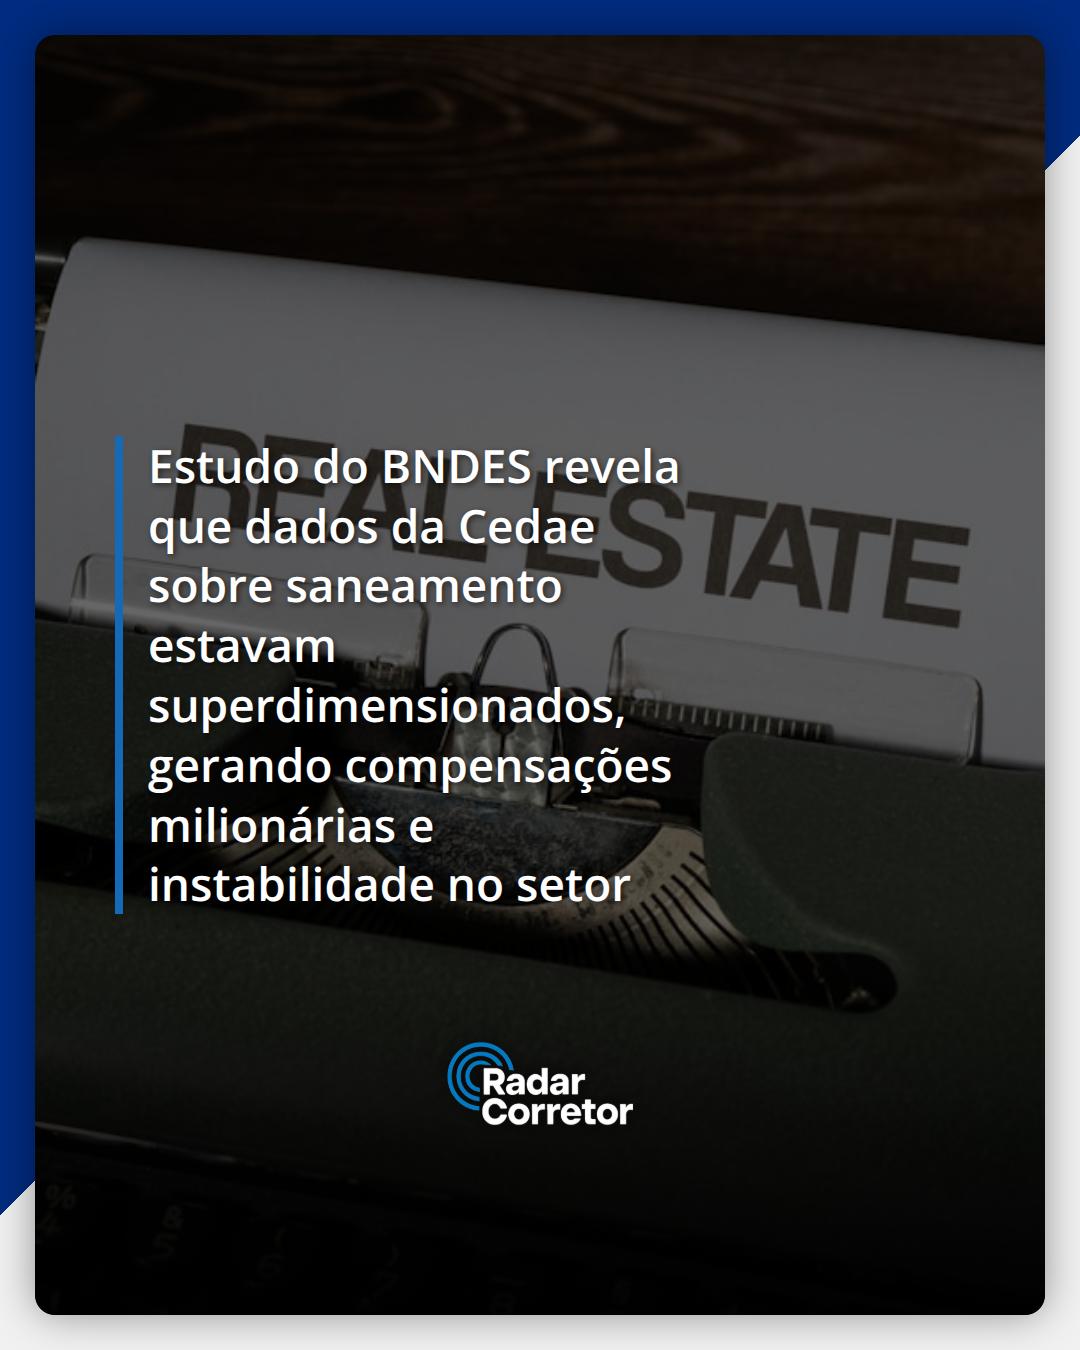 REAL ESTATE
Estudo do BNDES revela
que dados da Cedae
sobre saneamento
estavam
superdimensionados,
gerando compensações
milionárias e
instabilidade no setor
Radar
Corretor